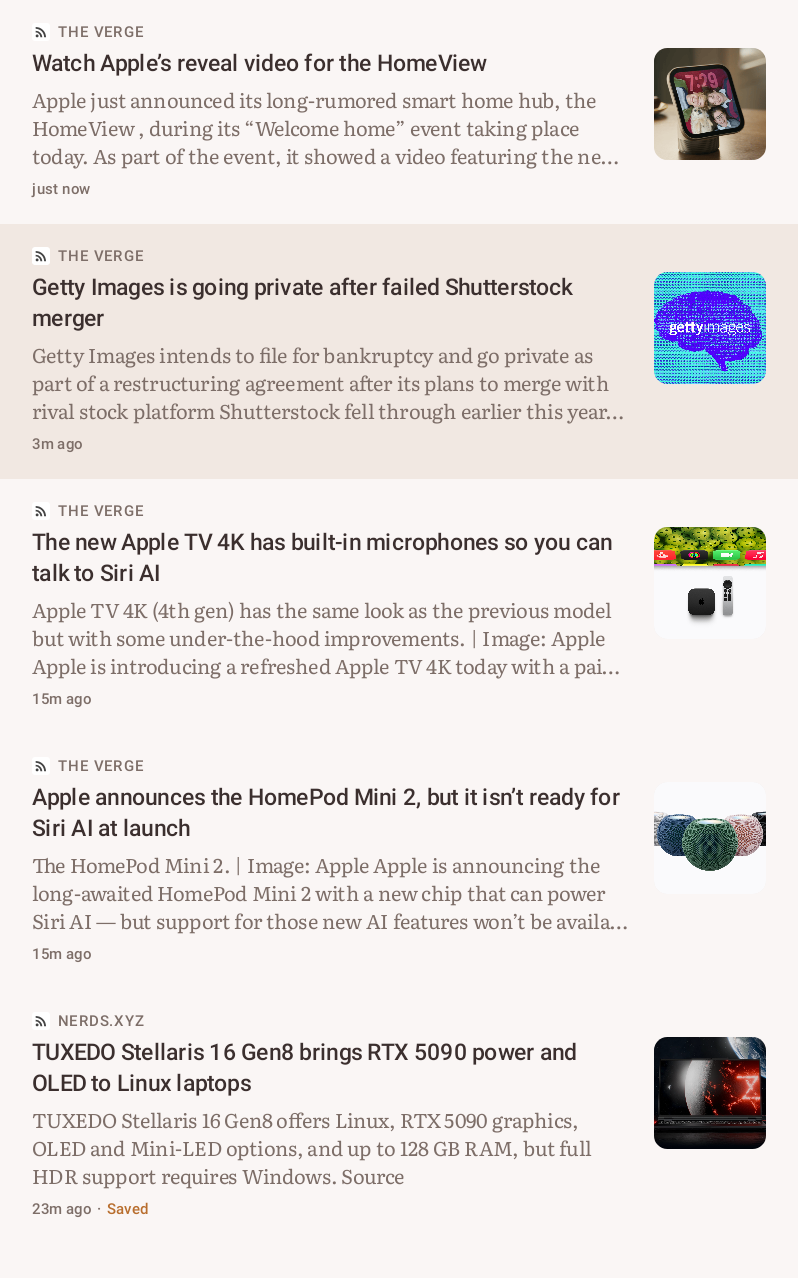 THE VERGE
Watch Apple’s reveal video for the HomeView
Apple just announced its long-rumored smart home hub, the
HomeView , during its “Welcome home” event taking place
today. As part of the event, it showed a video featuring the ne…
just now
7:29
THE VERGE
Getty Images is going private after failed Shutterstock
merger
Getty Images intends to file for bankruptcy and go private as
part of a restructuring agreement after its plans to merge with
rival stock platform Shutterstock fell through earlier this year…
3m ago
gettyimages
THE VERGE
The new Apple TV 4K has built-in microphones so you can
talk to Siri AI
Apple TV 4K (4th gen) has the same look as the previous model
but with some under-the-hood improvements. | Image: Apple
Apple is introducing a refreshed Apple TV 4K today with a pai…
15m ago
THE VERGE
Apple announces the HomePod Mini 2, but it isn’t ready for
Siri AI at launch
The HomePod Mini 2. | Image: Apple Apple is announcing the
long-awaited HomePod Mini 2 with a new chip that can power
Siri AI — but support for those new AI features won’t be availa…
15m ago
NERDS.XYZ
TUXEDO Stellaris 16 Gen8 brings RTX 5090 power and
OLED to Linux laptops
TUXEDO Stellaris 16 Gen8 offers Linux, RTX 5090 graphics,
OLED and Mini-LED options, and up to 128 GB RAM, but full
HDR support requires Windows. Source
23m ago · Saved